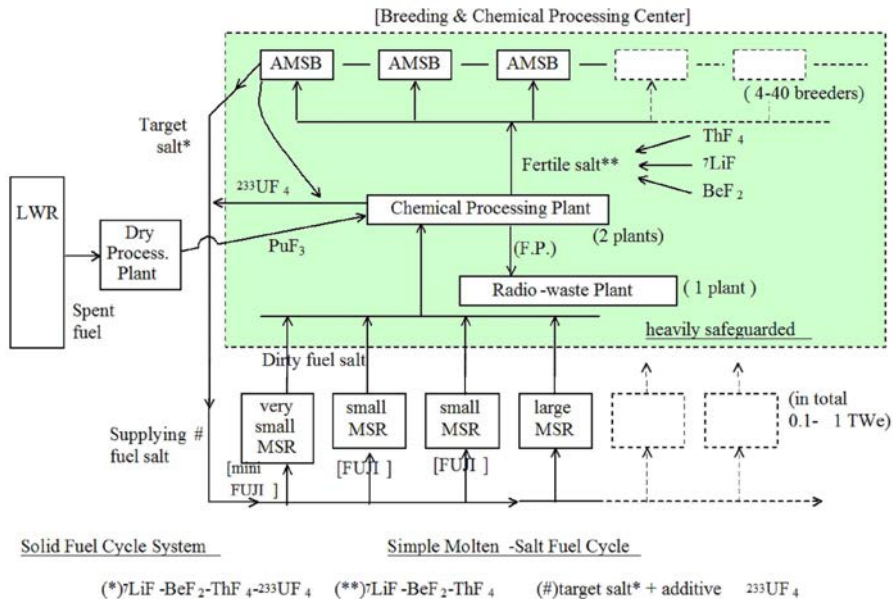 [Breeding & Chemical Processing Center]
AMSB
AMSB
AMSB
( 4-40 breeders)
Target
salt*
ThF 4
Fertile salt**
7LiF
BeF 2
233UF 4
LWR
Chemical Processing Plant
Dry
Process.
Plant
PuF3
(2 plants)
(F.P.)
Radio -waste Plant
( 1 plant )
Spent
fuel
heavily safeguarded
Dirty fuel salt
very
small
MSR
small
MSR
small
MSR
large
MSR
(in total
0.1- 1 TWe)
Supplying #
fuel salt
[mini
FUJI ]
[FUJI ]
[FUJI ]
Solid Fuel Cycle System
Simple Molten -Salt Fuel Cycle
(*)7LiF -BeF2-ThF 4-233UF 4
(**)7LiF -BeF2-ThF 4
(#)target salt* + additive 233UF 4